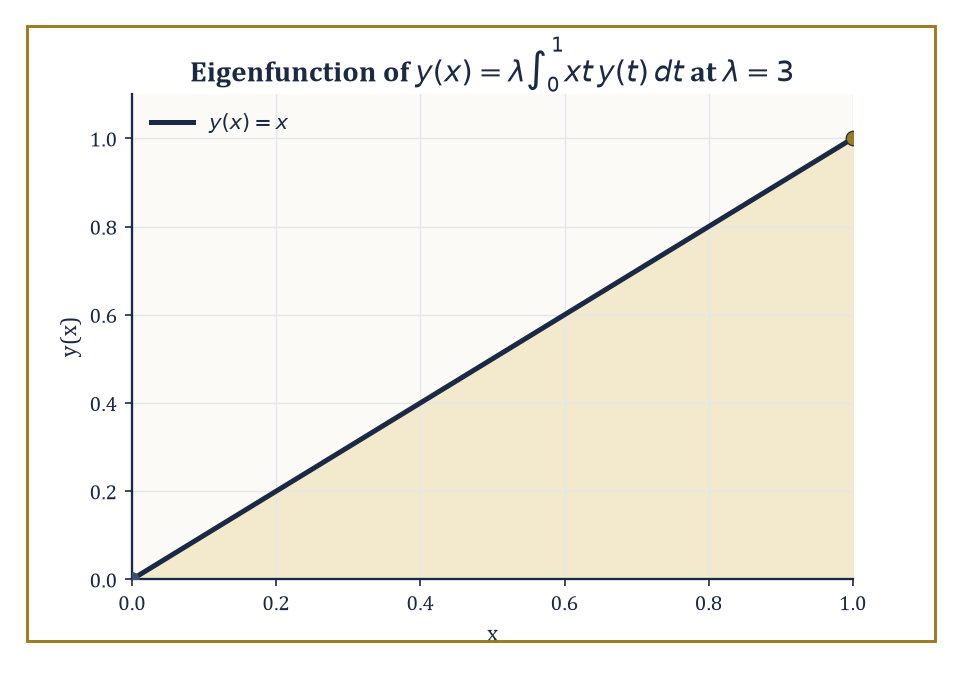 Eigenfunction of y(x) = λ∫₀¹ xt y(t) dt at λ = 3
y(x) = x
1.0
0.8
0.6
0.4
0.2
0.0
y(x)
0.0 0.2 0.4 0.6 0.8 1.0
x